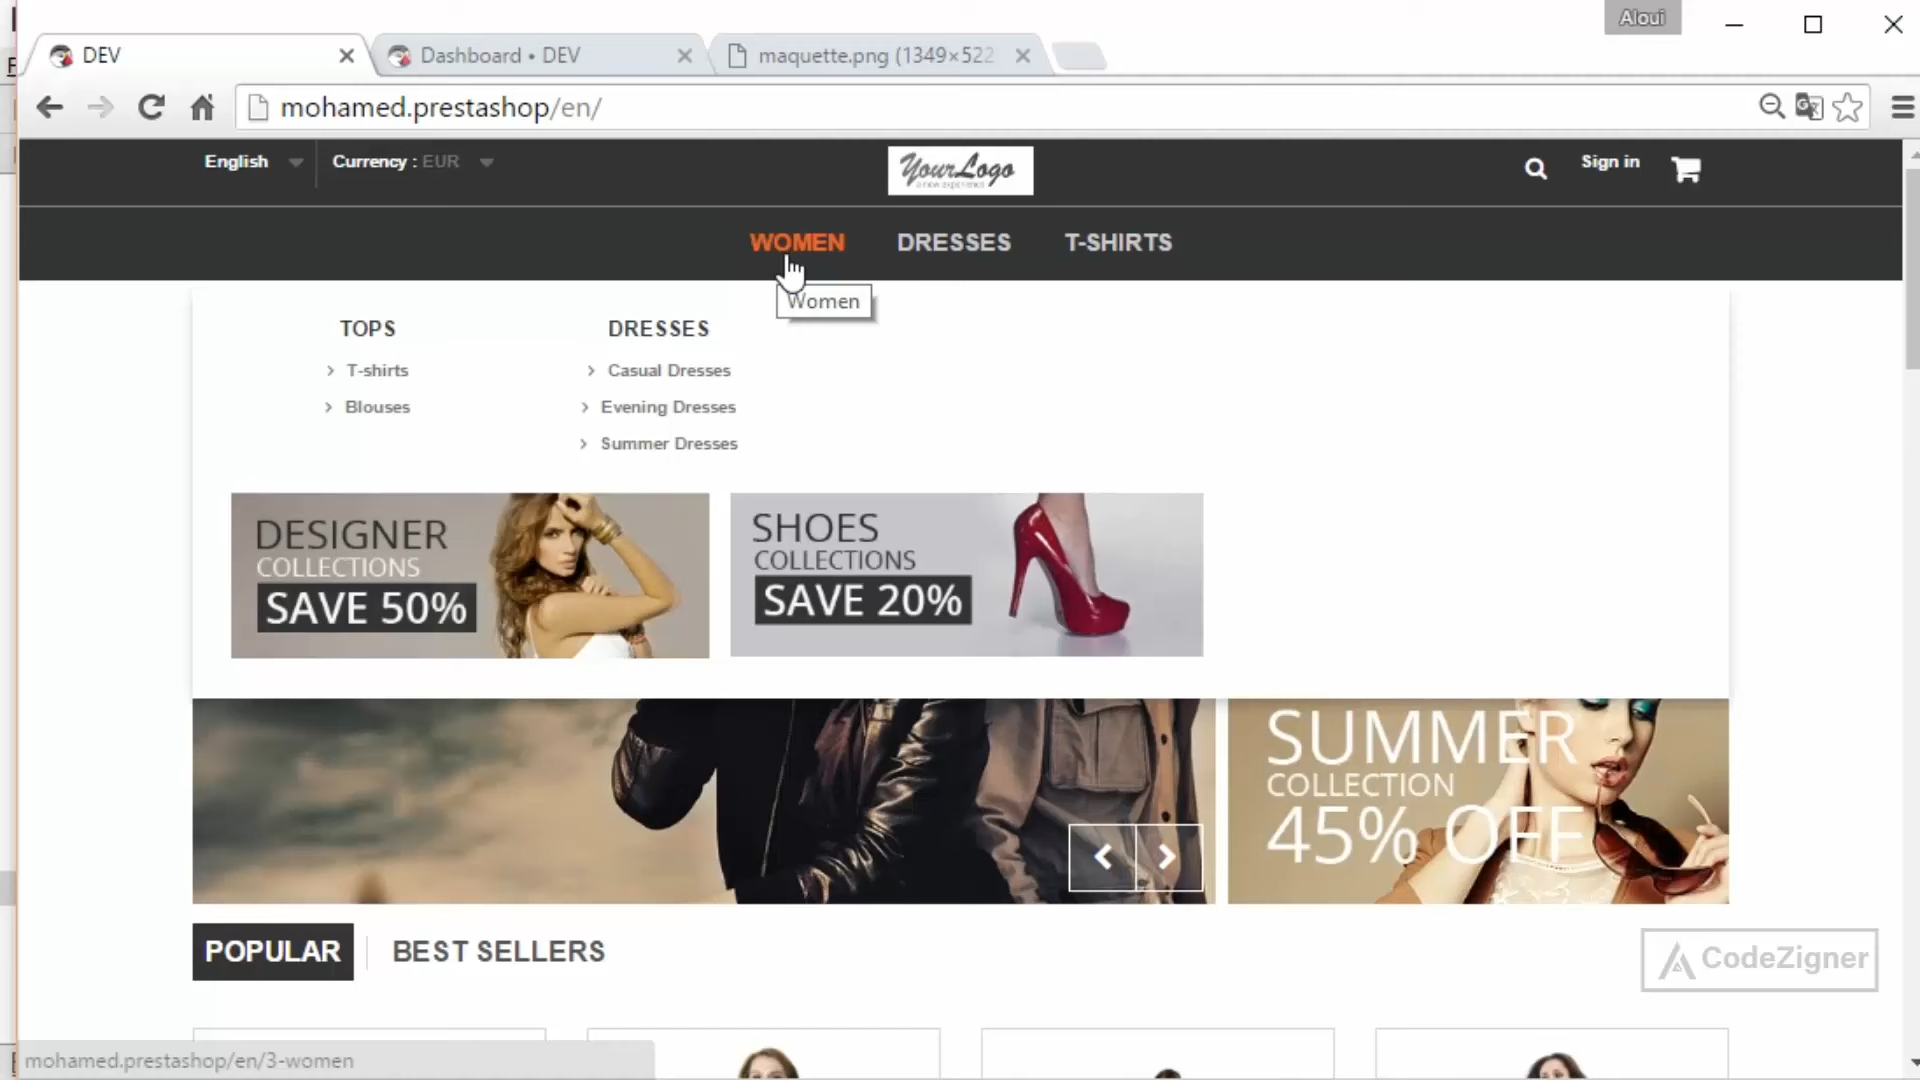 Aloui
DEV
Dashboard • DEV
maquette.png (1349×522
mohamed.prestashop/en/
English
Currency : EUR
YourLogo
a new experience
Sign in
WOMEN
DRESSES
T-SHIRTS
Women
TOPS
T-shirts
Blouses
DRESSES
Casual Dresses
Evening Dresses
Summer Dresses
DESIGNER
COLLECTIONS
SAVE 50%
SHOES
COLLECTIONS
SAVE 20%
SUMMER
COLLECTION
45% OFF
POPULAR
BEST SELLERS
CodeZigner
mohamed.prestashop/en/3-women